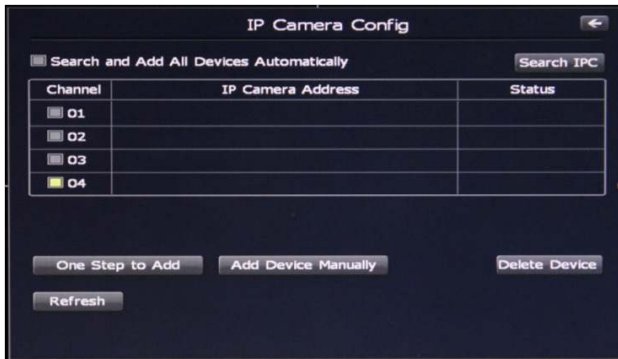 IP Camera Config
Search and Add All Devices Automatically
Search IPC
Channel IP Camera Address Status
01
02
03
04
One Step to Add Add Device Manually Delete Device
Refresh